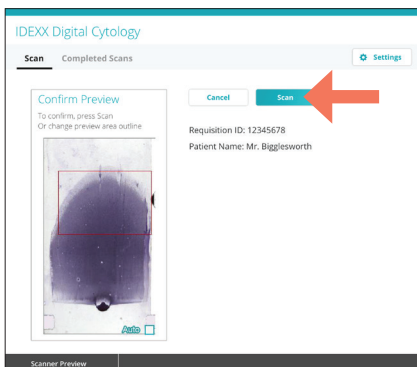 IDEXX Digital Cytology
Scan Completed Scans Settings
Confirm Preview
To confirm, press Scan
Or change preview area outline
Auto
Cancel Scan
Requisition ID: 12345678
Patient Name: Mr. Bigglesworth
Scanner Preview